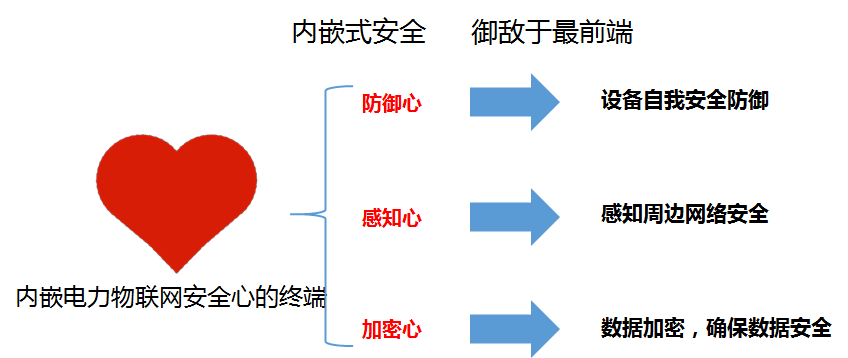 内嵌式安全 御敌于最前端
防御心 设备自我安全防御
感知心 感知周边网络安全
内嵌电力物联网安全心的终端
加密心 数据加密，确保数据安全